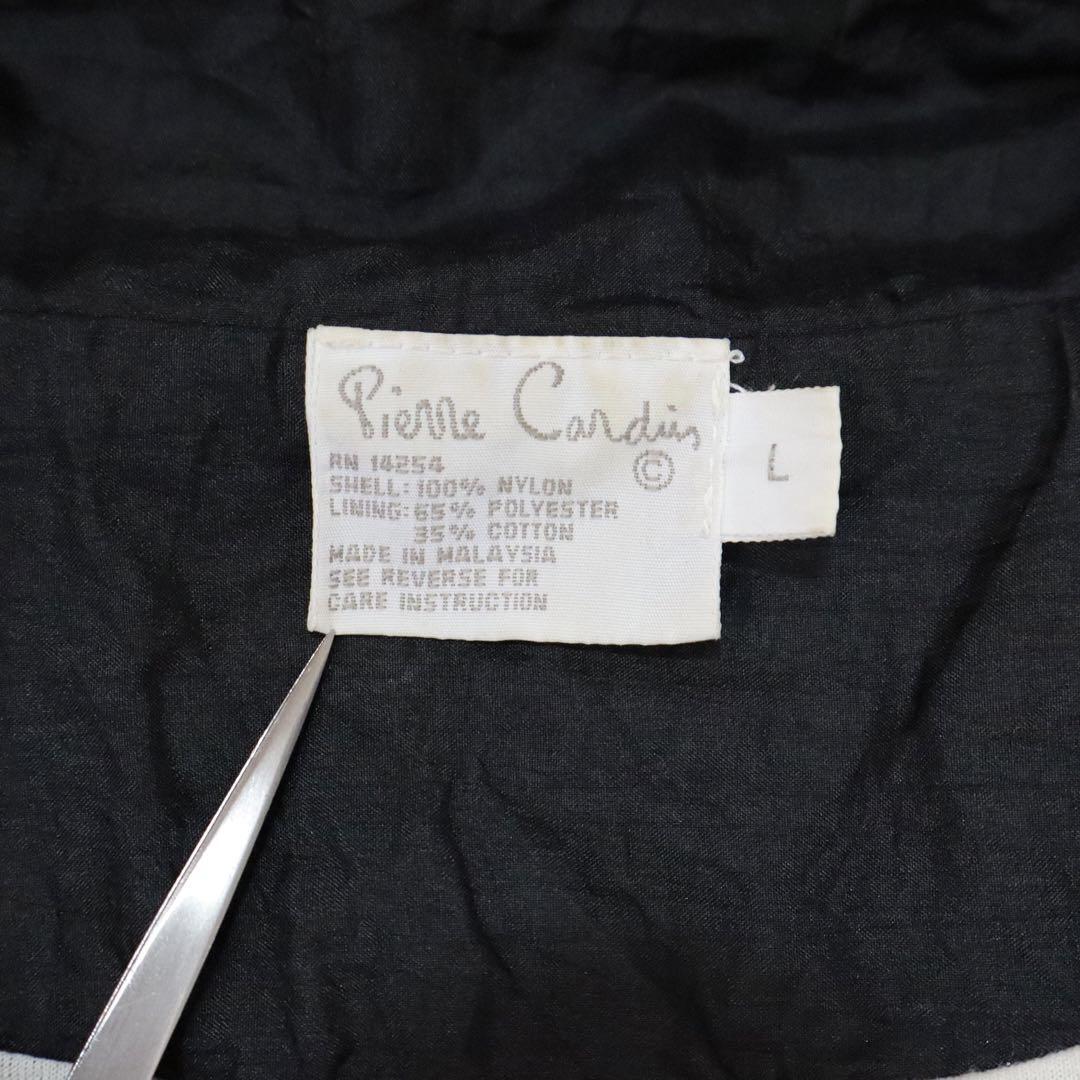 Pierre Cardin
©
RN 14254
SHELL: 100% NYLON
LINING: 65% POLYESTER
35% COTTON
MADE IN MALAYSIA
SEE REVERSE FOR
CARE INSTRUCTION
L